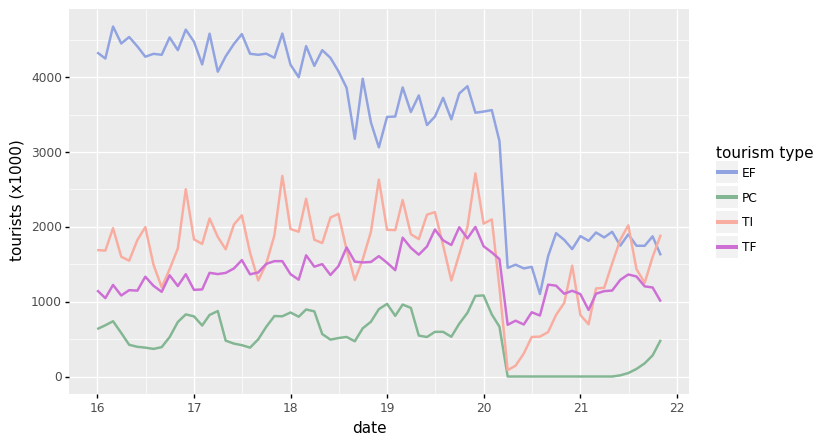 tourists (x1000)
4000
3000
2000
1000
0
16 17 18 19 20 21 22
date
tourism type
EF
PC
TI
TF